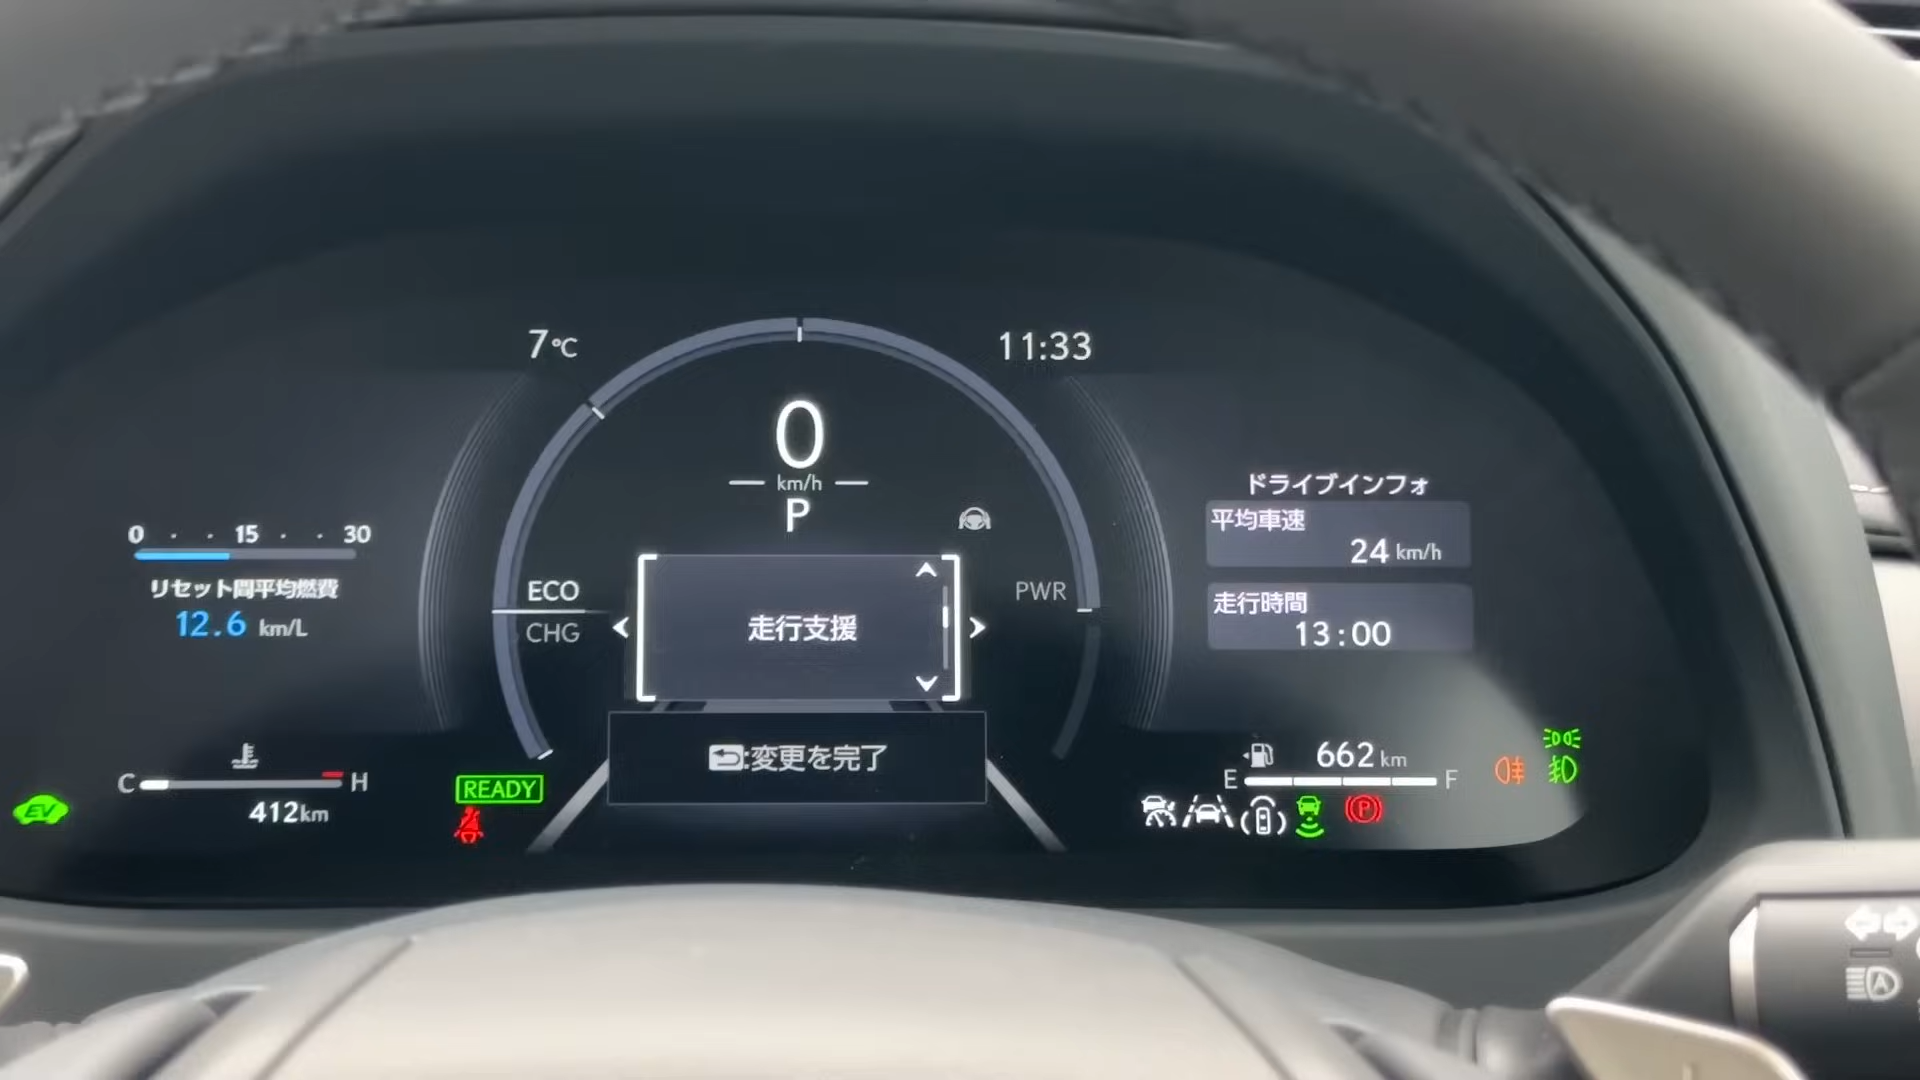 7℃
11:33
0
km/h
P
0 · · 15 · · 30
リセット間平均燃費
12.6 km/L
ECO
CHG
PWR
走行支援
:変更を完了
ドライブインフォ
平均車速
24 km/h
走行時間
13:00
C H
412km
EV
READY
662 km
E F
P
A